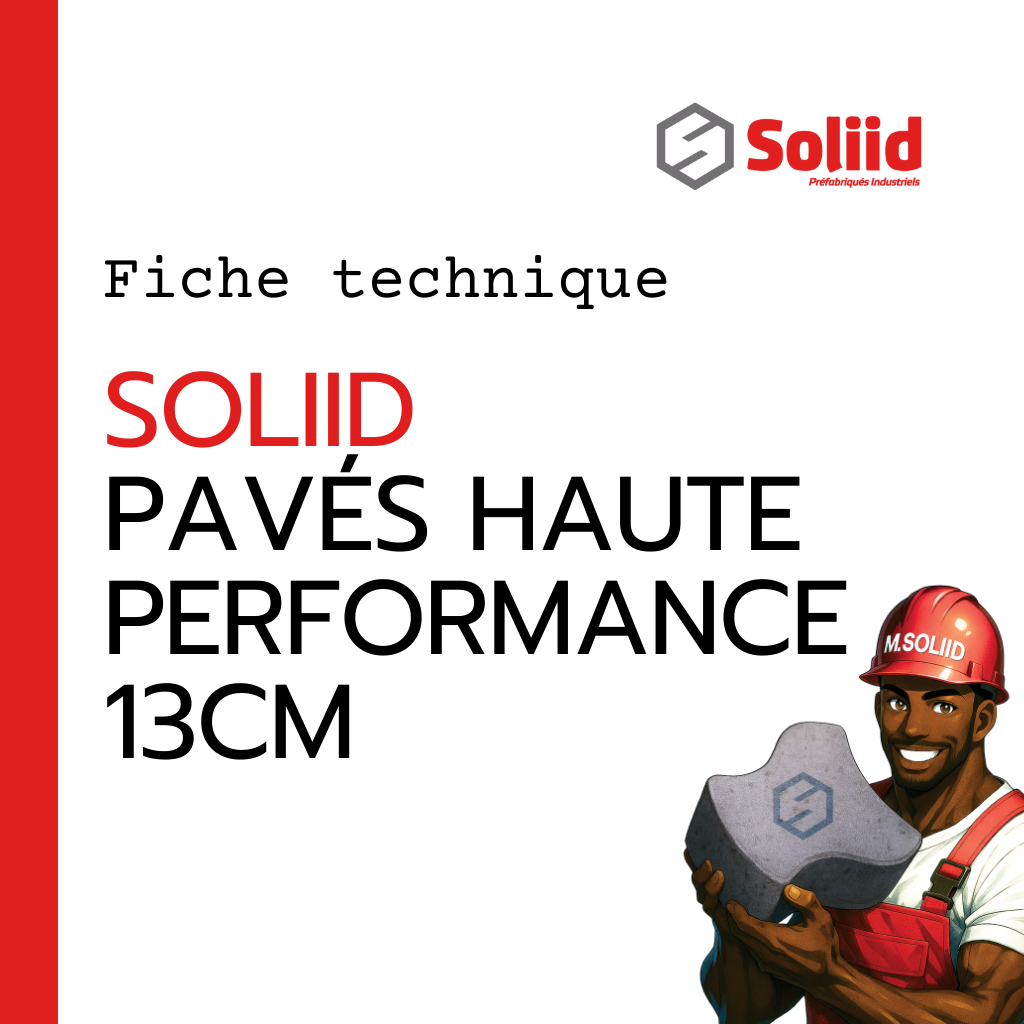 Soliid
Préfabriqués Industriels
Fiche technique
SOLIID
PAVÉS HAUTE
PERFORMANCE
13CM
M.SOLIID